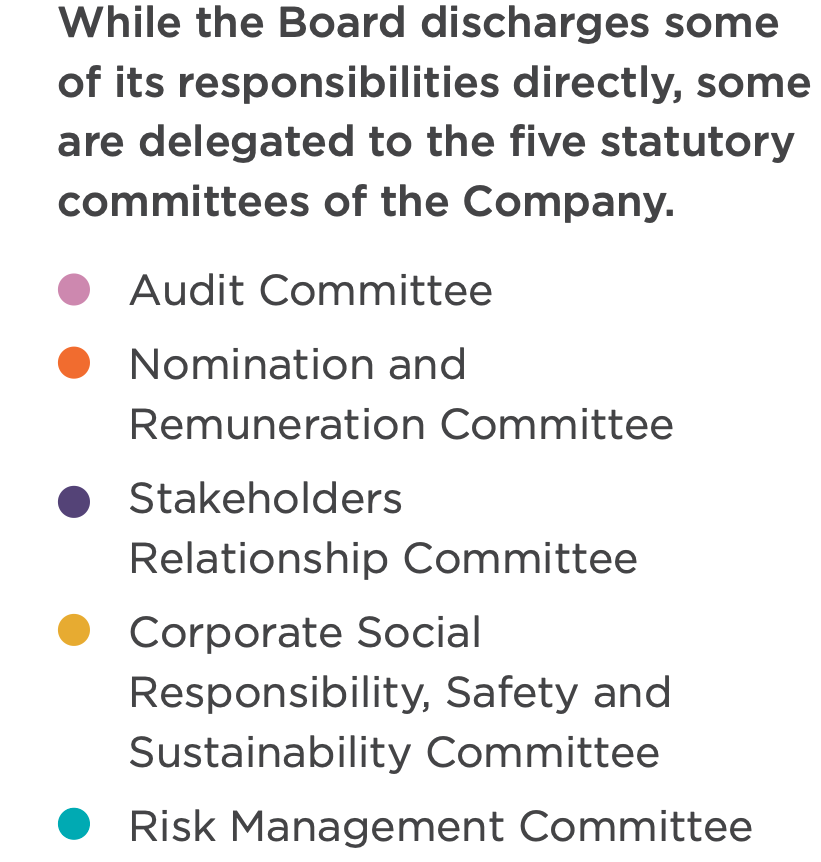 While the Board discharges some
of its responsibilities directly, some
are delegated to the five statutory
committees of the Company.
Audit Committee
Nomination and
Remuneration Committee
Stakeholders
Relationship Committee
Corporate Social
Responsibility, Safety and
Sustainability Committee
Risk Management Committee